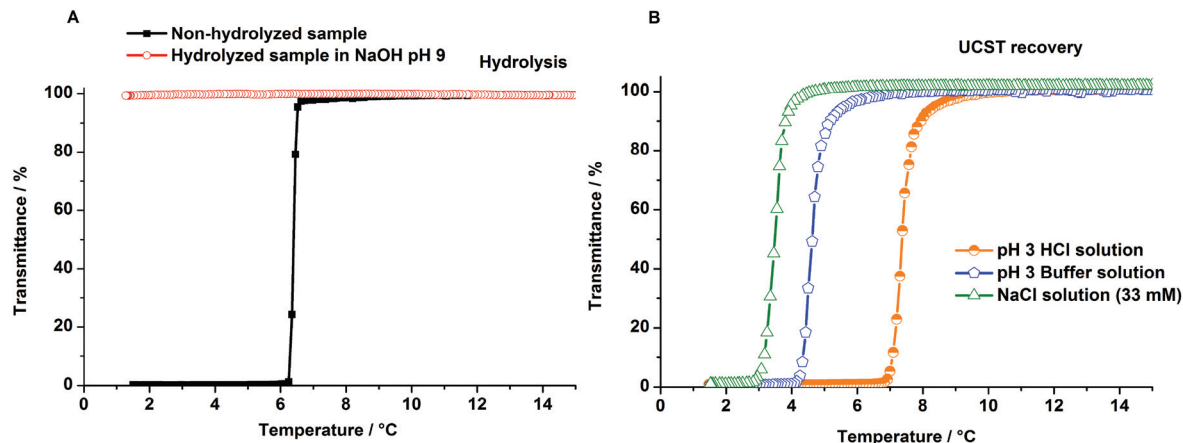 A
Non-hydrolyzed sample
Hydrolyzed sample in NaOH pH 9
Hydrolysis
100
80
60
40
20
0
Transmittance / %
0 2 4 6 8 10 12 14
Temperature / °C
B
UCST recovery
100
80
60
40
20
0
Transmittance / %
pH 3 HCl solution
pH 3 Buffer solution
NaCl solution (33 mM)
0 2 4 6 8 10 12 14
Temperature / °C